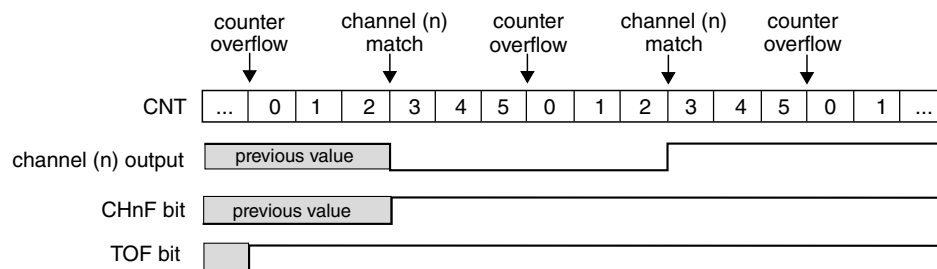 counter overflow
channel (n) match
counter overflow
channel (n) match
counter overflow
CNT ... 0 1 2 3 4 5 0 1 2 3 4 5 0 1 ...
channel (n) output previous value
CHnF bit previous value
TOF bit